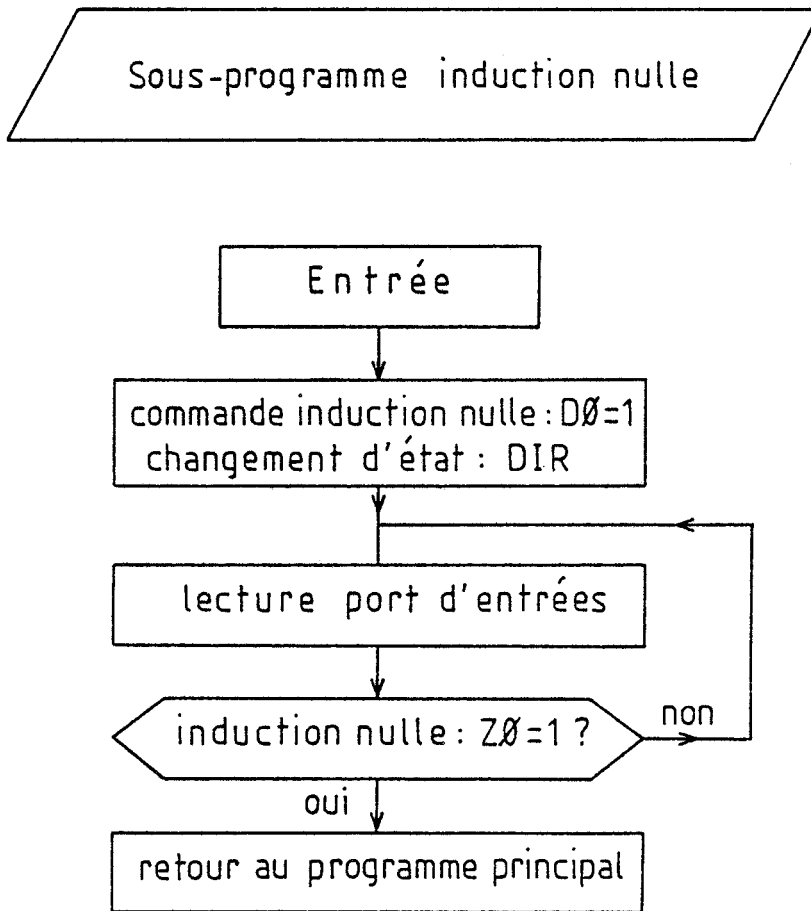 Sous-programme induction nulle
Entrée
commande induction nulle : DØ=1
changement d'état : DIR
lecture port d'entrées
induction nulle : ZØ=1 ?
non
oui
retour au programme principal